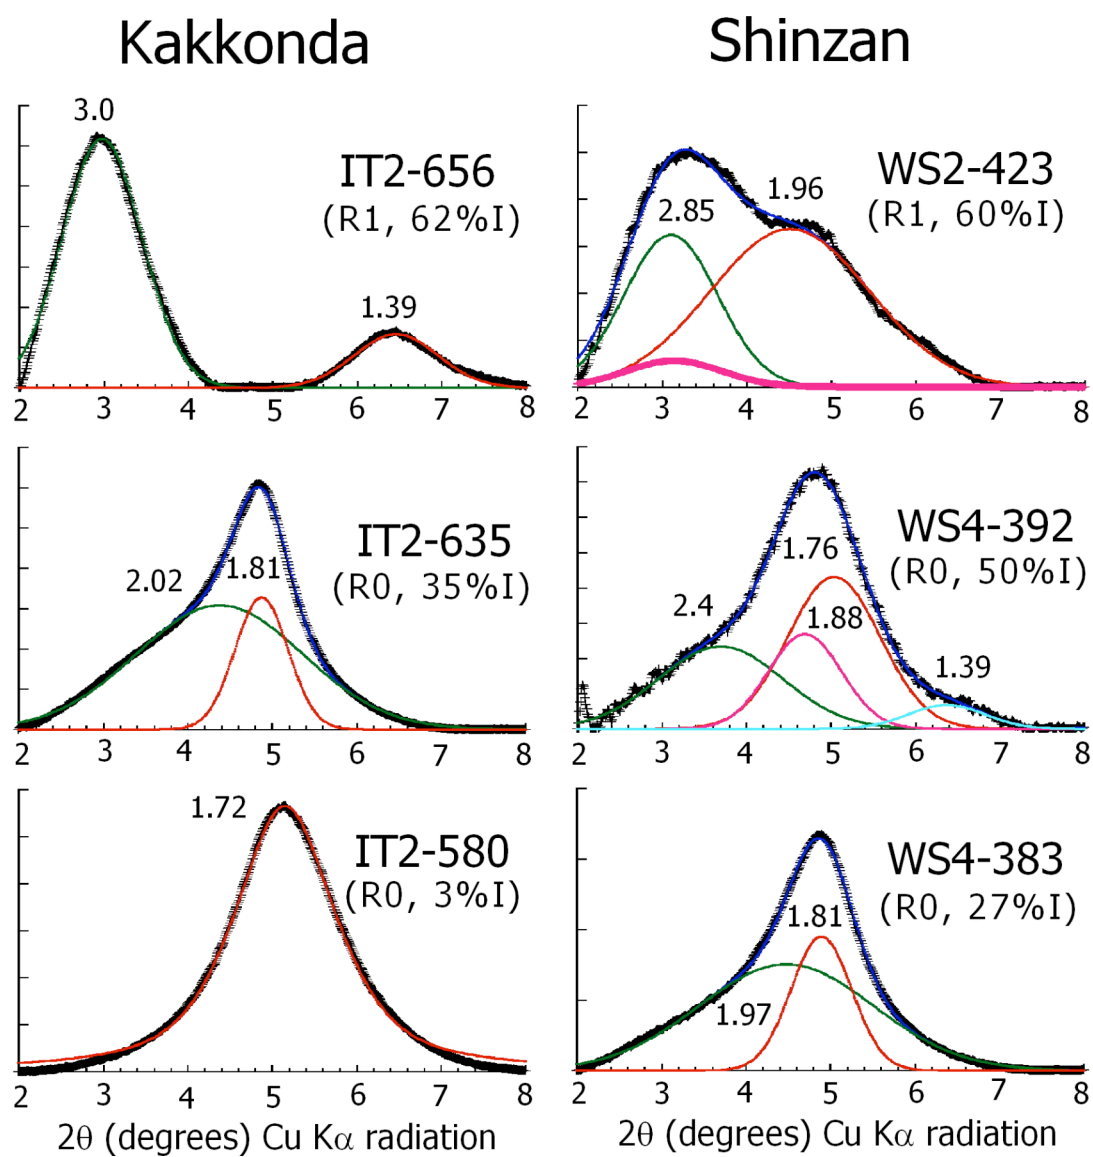 Kakkonda
3.0
IT2-656
(R1, 62%I)
1.39
2 3 4 5 6 7 8
2.02
1.81
IT2-635
(R0, 35%I)
2 3 4 5 6 7 8
1.72
IT2-580
(R0, 3%I)
2 3 4 5 6 7 8
2θ (degrees) Cu Kα radiation
Shinzan
2.85
1.96
WS2-423
(R1, 60%I)
2 3 4 5 6 7 8
2.4
1.76
1.88
1.39
WS4-392
(R0, 50%I)
2 3 4 5 6 7 8
1.97
1.81
WS4-383
(R0, 27%I)
2 3 4 5 6 7 8
2θ (degrees) Cu Kα radiation